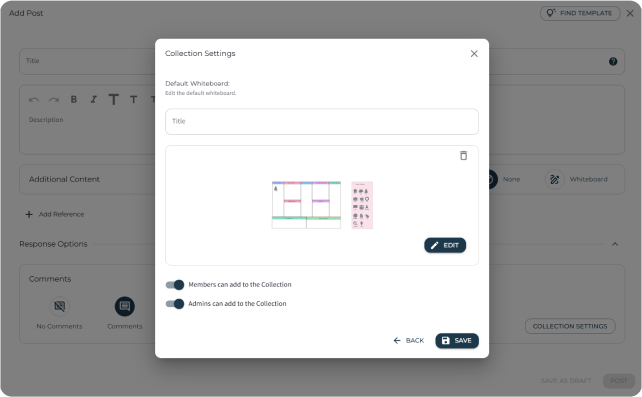 Add Post
FIND TEMPLATE
Collection Settings
Title
Default Whiteboard:
Edit the default whiteboard.
B I T T T
Title
Description
Additional Content
None
Whiteboard
Add Reference
EDIT
Response Options
Comments
Members can add to the Collection
Admins can add to the Collection
No Comments
Comments
COLLECTION SETTINGS
BACK
SAVE
SAVE AS DRAFT
POST